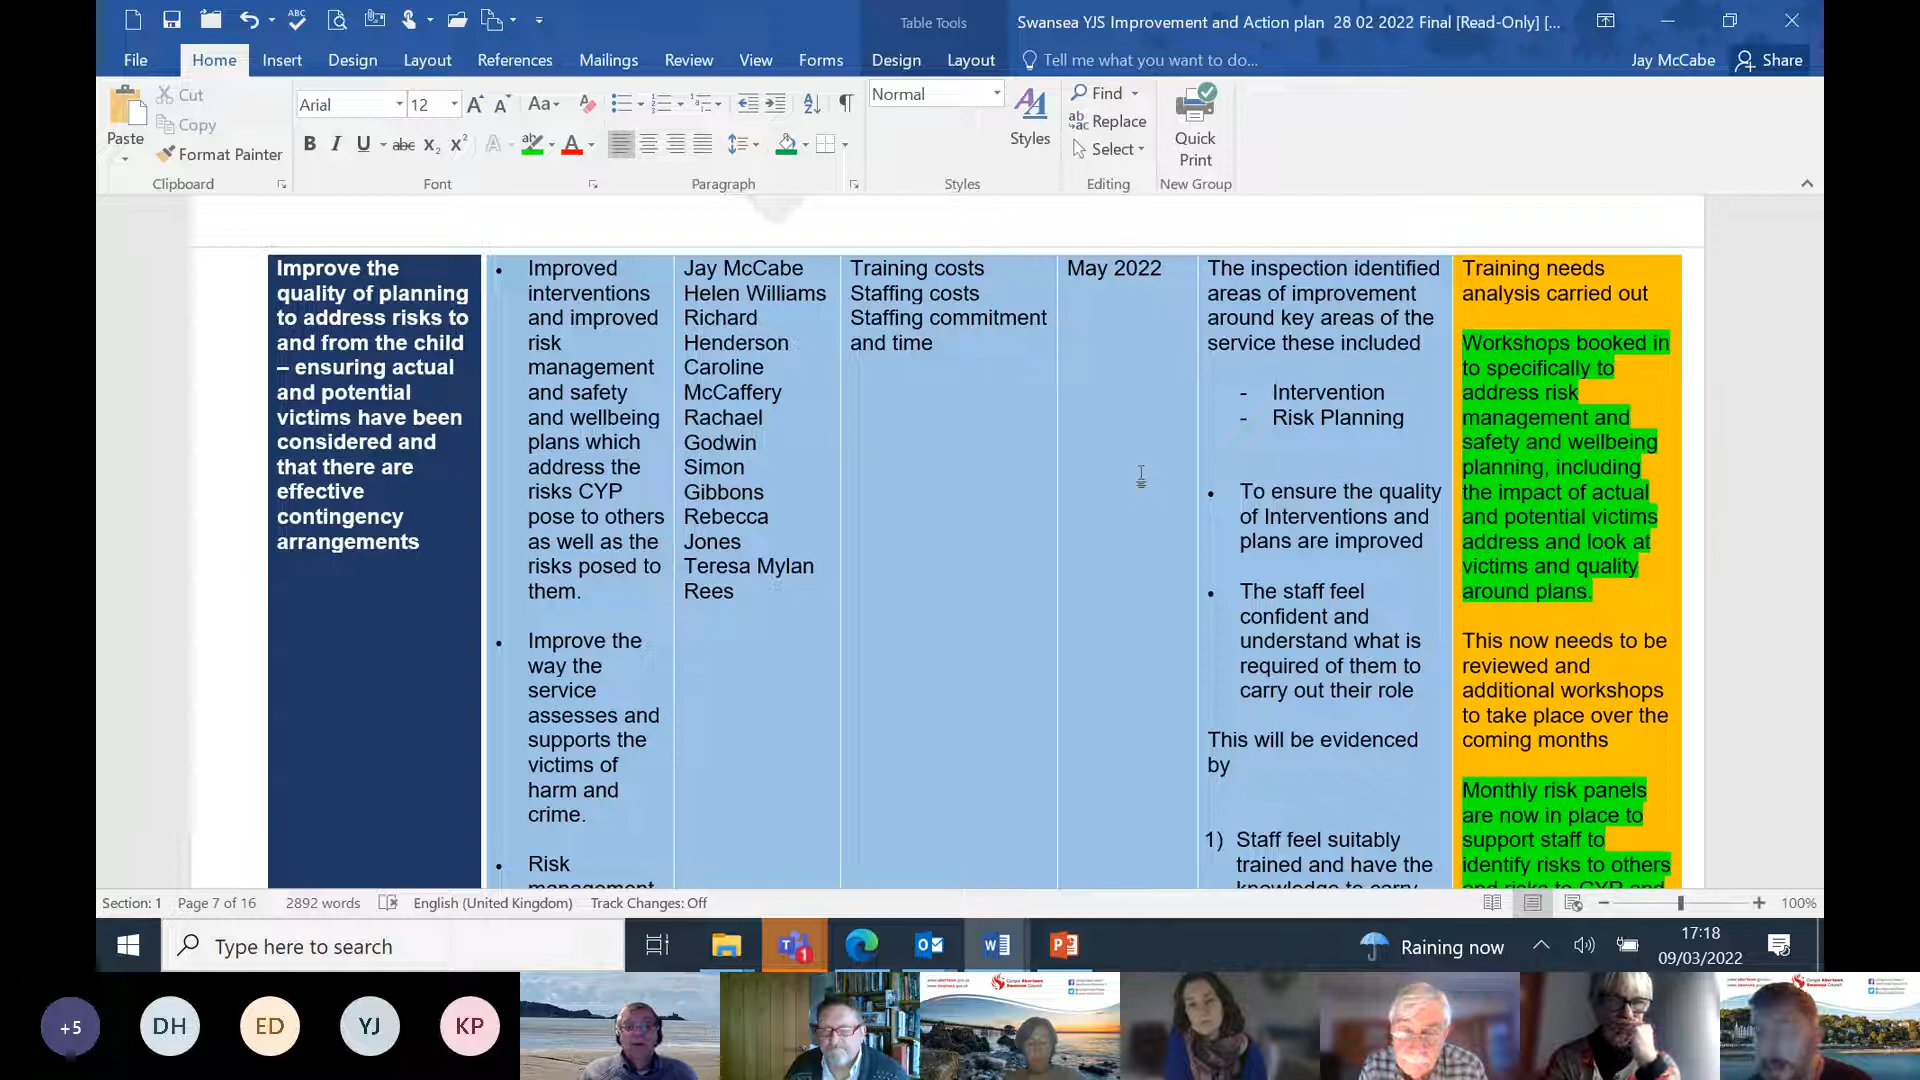 Table Tools
Swansea YJS Improvement and Action plan 28 02 2022 Final [Read-Only] [...
File
Home
Insert
Design
Layout
References
Mailings
Review
View
Forms
Design
Layout
Tell me what you want to do...
Jay McCabe
Share
Paste
Cut
Copy
Format Painter
Clipboard
Arial
12
Font
Paragraph
Normal
Styles
Styles
Find
Replace
Select
Editing
Quick
Print
New Group
Improve the
quality of planning
to address risks to
and from the child
– ensuring actual
and potential
victims have been
considered and
that there are
effective
contingency
arrangements
• Improved
interventions
and improved
risk
management
and safety
and wellbeing
plans which
address the
risks CYP
pose to others
as well as the
risks posed to
them.
• Improve the
way the
service
assesses and
supports the
victims of
harm and
crime.
• Risk
management
Jay McCabe
Helen Williams
Richard
Henderson
Caroline
McCaffery
Rachael
Godwin
Simon
Gibbons
Rebecca
Jones
Teresa Mylan
Rees
Training costs
Staffing costs
Staffing commitment
and time
May 2022
The inspection identified
areas of improvement
around key areas of the
service these included
- Intervention
- Risk Planning
• To ensure the quality
of Interventions and
plans are improved
• The staff feel
confident and
understand what is
required of them to
carry out their role
This will be evidenced
by
1) Staff feel suitably
trained and have the
knowledge to carry
Training needs
analysis carried out
Workshops booked in
to specifically to
address risk
management and
safety and wellbeing
planning, including
the impact of actual
and potential victims
address and look at
victims and quality
around plans.
This now needs to be
reviewed and
additional workshops
to take place over the
coming months
Monthly risk panels
are now in place to
support staff to
identify risks to others
and risks to CYP and
Section: 1
Page 7 of 16
2892 words
English (United Kingdom)
Track Changes: Off
100%
Type here to search
Raining now
17:18
09/03/2022
+5
DH
ED
YJ
KP